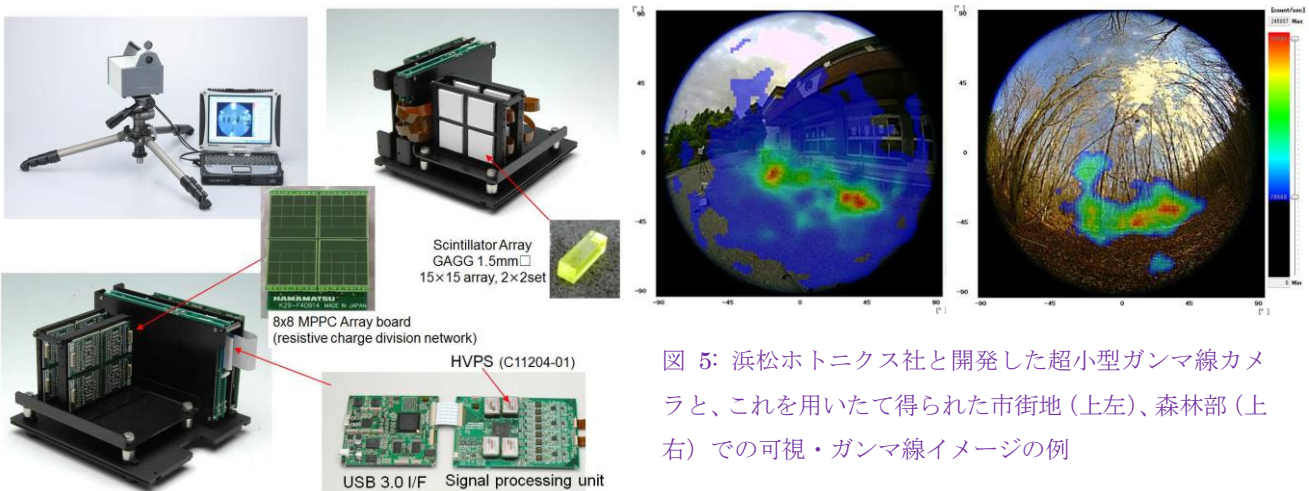 Scintillator Array
GAGG 1.5mm□
15×15 array, 2×2set
HAMAMATSU
K29-F40914 MADE IN JAPAN
8x8 MPPC Array board
(resistive charge division network)
HVPS (C11204-01)
USB 3.0 I/F
Signal processing unit
[°]
90
45
0
-45
-90
-90
-45
0
45
90
[°]
[°]
90
45
0
-45
-90
-90
-45
0
45
90
[°]
[count/sec]
Max
0 Min
図 5: 浜松ホトニクス社と開発した超小型ガンマ線カメ
ラと、これを用いたて得られた市街地（上左）、森林部（上
右）での可視・ガンマ線イメージの例